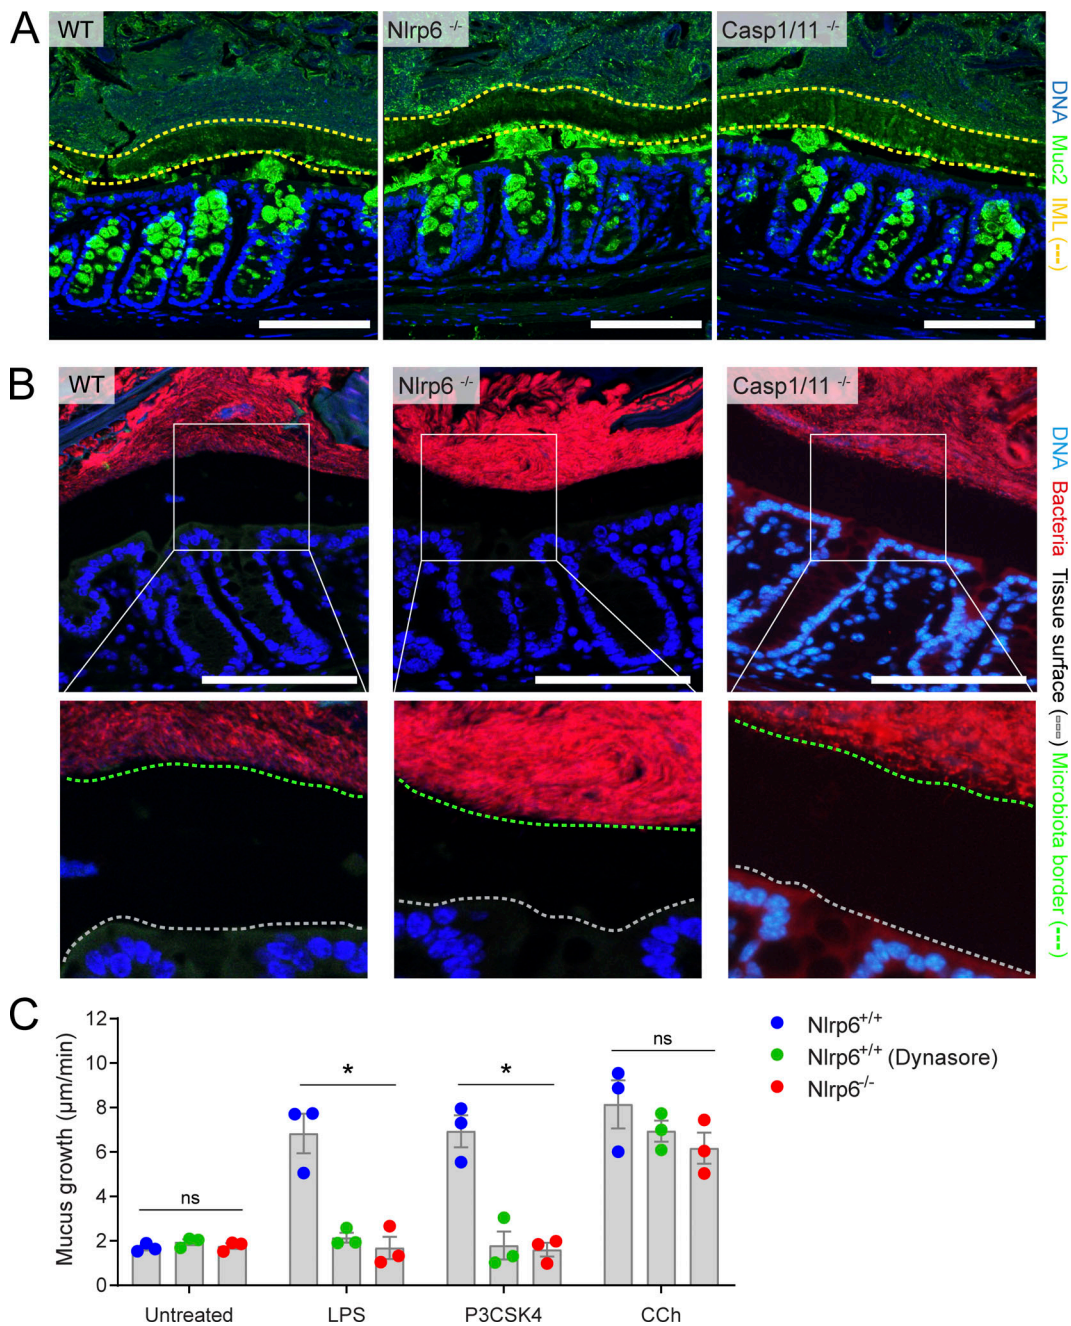 A
WT
Nlrp6 -/-
Casp1/11 -/-
DNA Muc2 IML (---)
B
WT
Nlrp6 -/-
Casp1/11 -/-
DNA Bacteria Tissue surface (---) Microbiota border (---)
C
Mucus growth (µm/min)
12
10
8
6
4
2
0
ns
*
*
ns
Untreated
LPS
P3CSK4
CCh
Nlrp6+/+
Nlrp6+/+ (Dynasore)
Nlrp6-/-